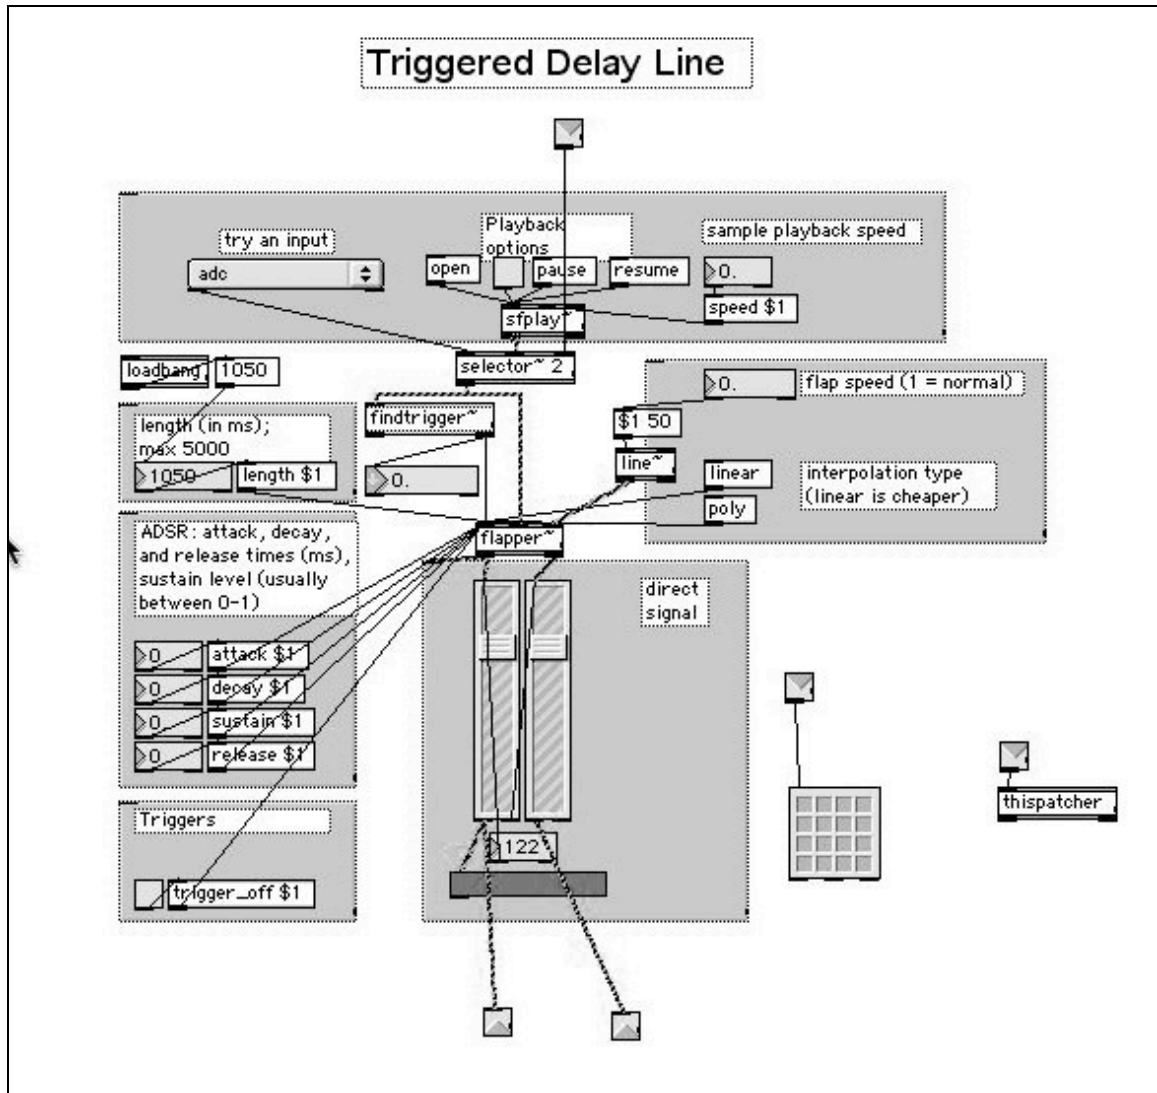 Triggered Delay Line
try an input
adc
Playback
options
open
pause
resume
sample playback speed
0.
speed $1
sfplay~
selector~ 2
loadbang
1050
length (in ms);
max 5000
1050
length $1
findtrigger~
0.
0.
flap speed (1 = normal)
$1 50
line~
linear
poly
interpolation type
(linear is cheaper)
flapper~
ADSR: attack, decay,
and release times (ms),
sustain level (usually
between 0-1)
0
attack $1
0
decay $1
0
sustain $1
0
release $1
direct
signal
Triggers
trigger_off $1
122
thispatcher